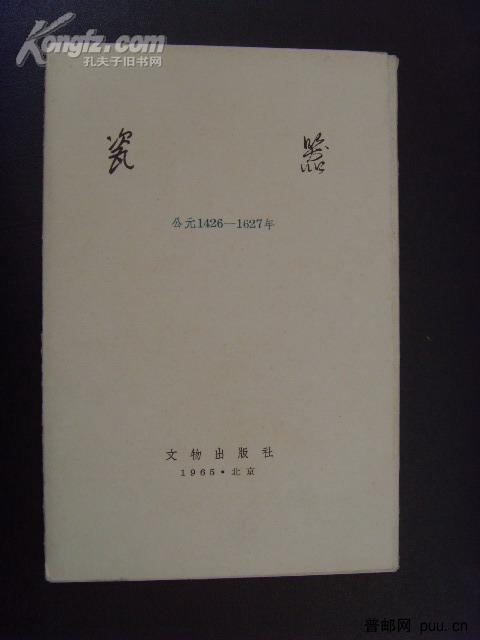 Kongfz.com
孔夫子旧书网
瓷 器
公元1426—1627年
文物出版社
1965·北京
普邮网 puu.cn